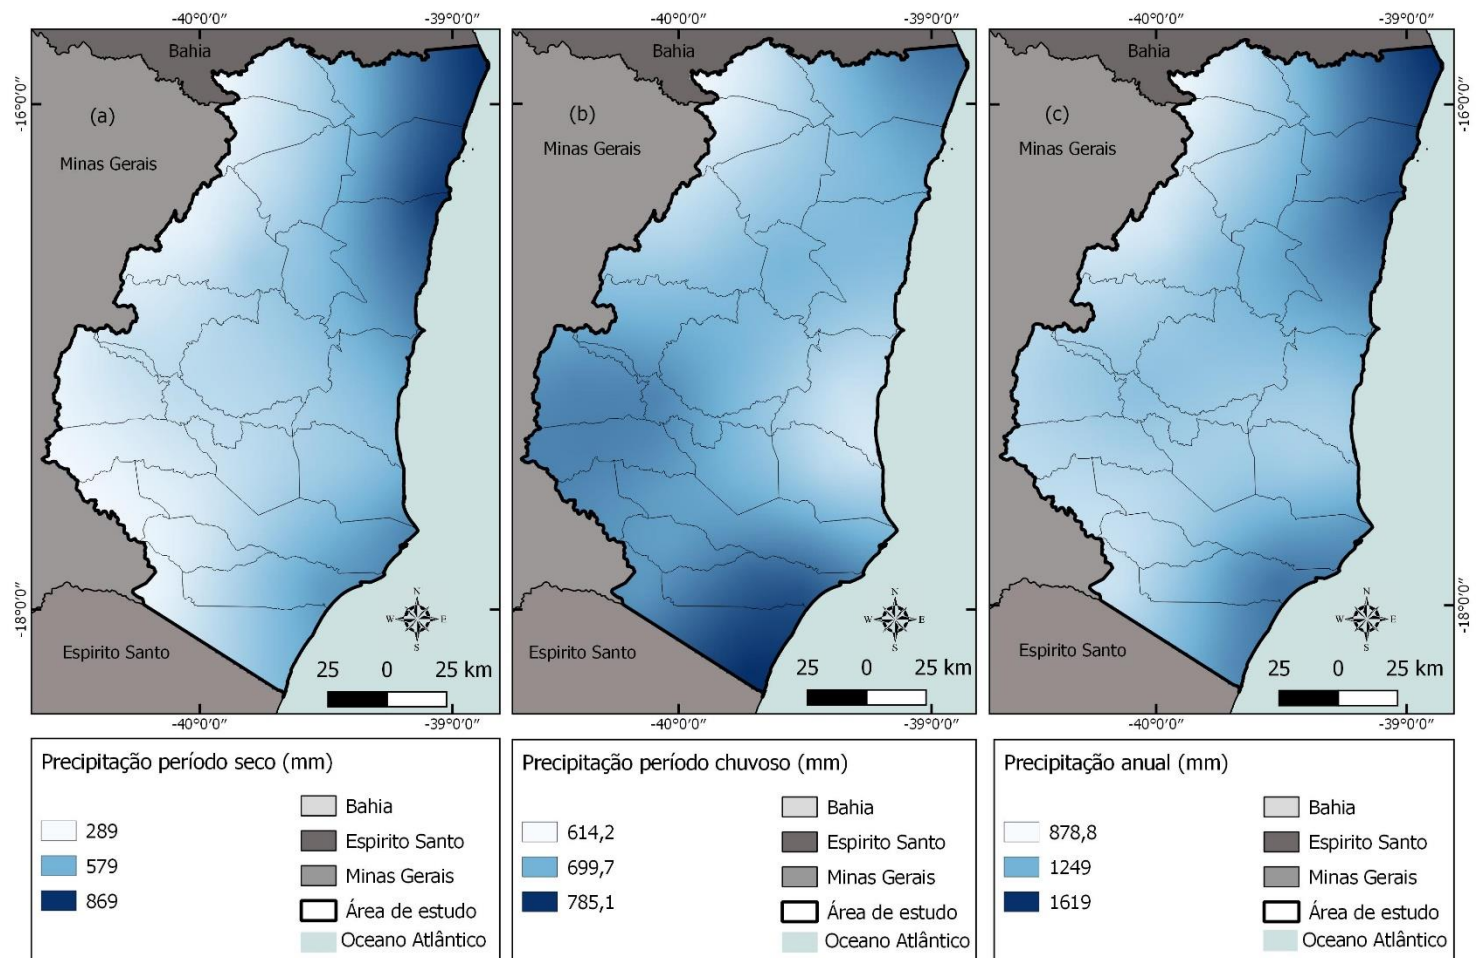 -40°0'0" -39°0'0" -40°0'0" -39°0'0" -40°0'0" -39°0'0"
Bahia Bahia Bahia
-16°0'0" (a) (b) (c) -16°0'0"
Minas Gerais Minas Gerais Minas Gerais
N N N
W E W E W E
S S S
-18°0'0" -18°0'0"
Espirito Santo Espirito Santo Espirito Santo
25 0 25 km 25 0 25 km 25 0 25 km
-40°0'0" -39°0'0" -40°0'0" -39°0'0" -40°0'0" -39°0'0"
Precipitação período seco (mm)
289
579
869
Bahia
Espirito Santo
Minas Gerais
Área de estudo
Oceano Atlântico
Precipitação período chuvoso (mm)
614,2
699,7
785,1
Bahia
Espirito Santo
Minas Gerais
Área de estudo
Oceano Atlântico
Precipitação anual (mm)
878,8
1249
1619
Bahia
Espirito Santo
Minas Gerais
Área de estudo
Oceano Atlântico